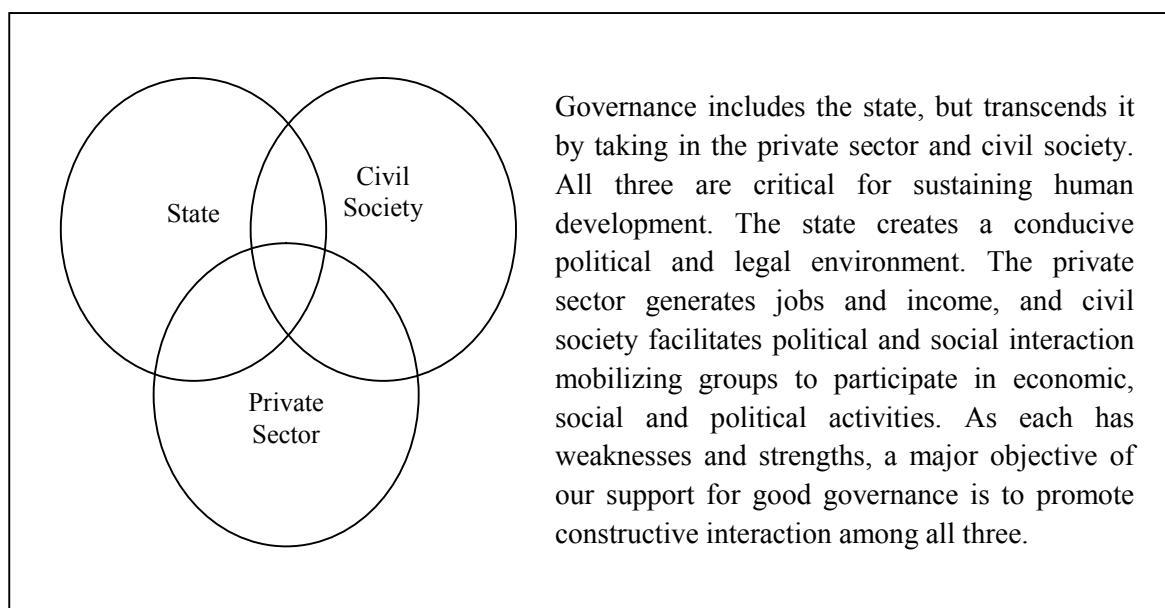 State
Civil
Society
Private
Sector
Governance includes the state, but transcends it
by taking in the private sector and civil society.
All three are critical for sustaining human
development. The state creates a conducive
political and legal environment. The private
sector generates jobs and income, and civil
society facilitates political and social interaction
mobilizing groups to participate in economic,
social and political activities. As each has
weaknesses and strengths, a major objective of
our support for good governance is to promote
constructive interaction among all three.